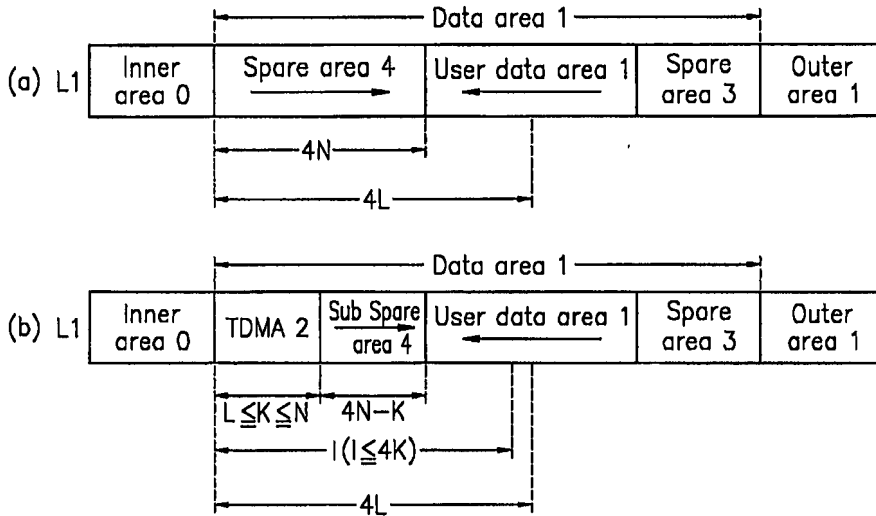 Data area 1
(a) L1
Inner area 0
Spare area 4
User data area 1
Spare area 3
Outer area 1
4N
4L
Data area 1
(b) L1
Inner area 0
TDMA 2
Sub Spare area 4
User data area 1
Spare area 3
Outer area 1
L≦K≦N
4N-K
I(I≦4K)
4L